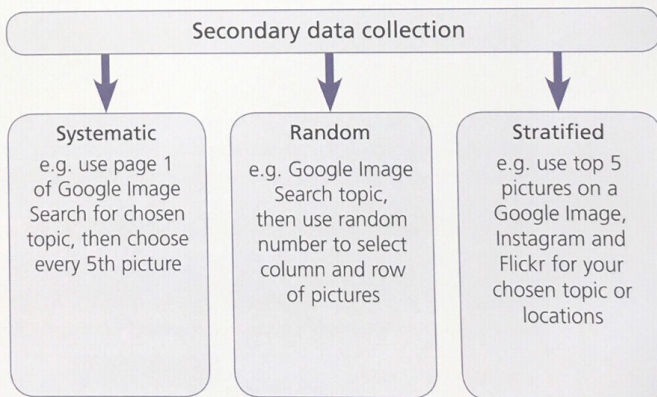 Secondary data collection
Systematic
e.g. use page 1
of Google Image
Search for chosen
topic, then choose
every 5th picture
Random
e.g. Google Image
Search topic,
then use random
number to select
column and row
of pictures
Stratified
e.g. use top 5
pictures on a
Google Image,
Instagram and
Flickr for your
chosen topic or
locations